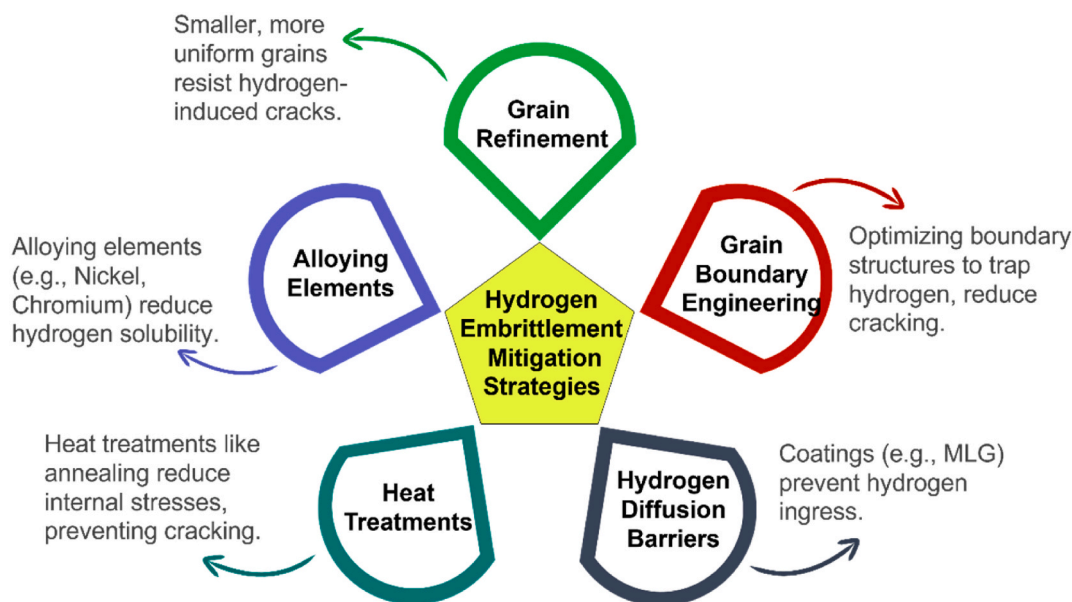 Smaller, more
uniform grains
resist hydrogen-
induced cracks.
Grain
Refinement
Alloying elements
(e.g., Nickel,
Chromium) reduce
hydrogen solubility.
Alloying
Elements
Hydrogen
Embrittlement
Mitigation
Strategies
Grain
Boundary
Engineering
Optimizing boundary
structures to trap
hydrogen, reduce
cracking.
Heat treatments like
annealing reduce
internal stresses,
preventing cracking.
Heat
Treatments
Hydrogen
Diffusion
Barriers
Coatings (e.g., MLG)
prevent hydrogen
ingress.